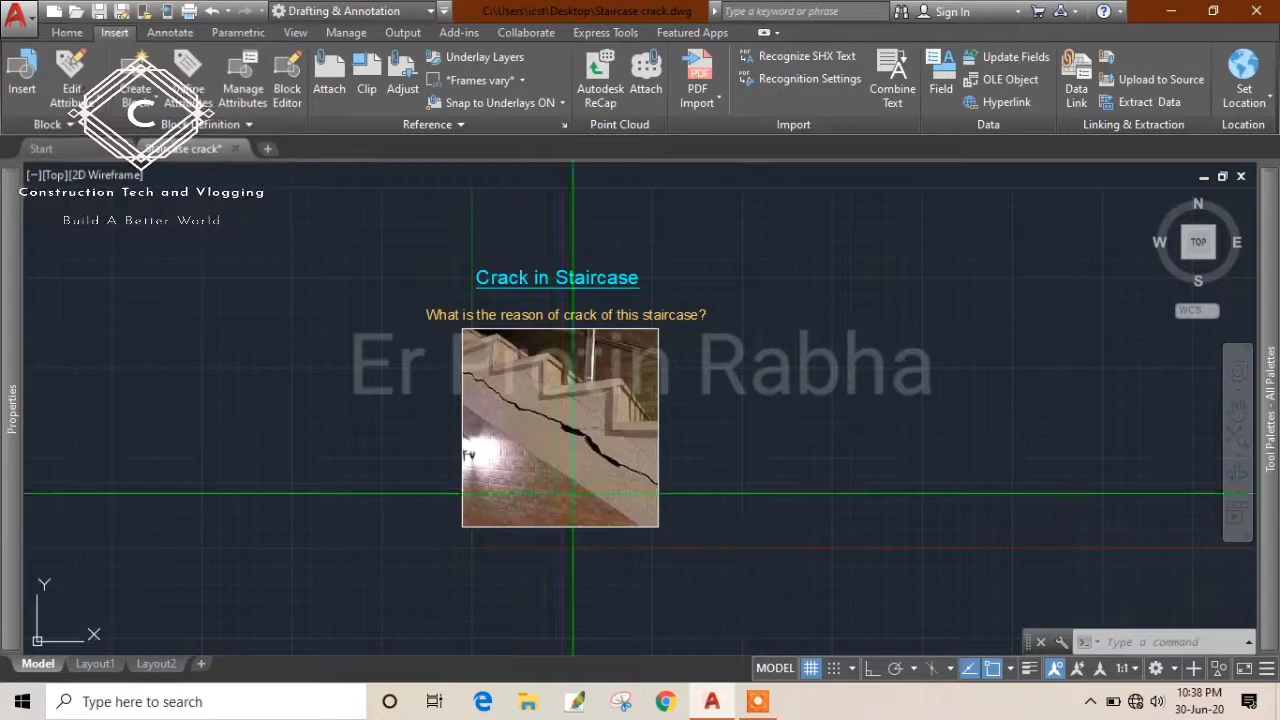 C:\Users\icst\Desktop\Staircase crack.dwg
Drafting & Annotation
Type a keyword or phrase
Sign In
Home Insert Annotate Parametric View Manage Output Add-ins Collaborate Express Tools Featured Apps
Insert
Edit
Create
Define
Attributes
Manage
Attributes
Block
Editor
Attach
Clip
Adjust
Underlay Layers
*Frames vary*
Snap to Underlays ON
Autodesk
ReCap
Attach
PDF
Import
Recognize SHX Text
Recognition Settings
Combine
Text
Field
Update Fields
OLE Object
Hyperlink
Data
Link
Upload to Source
Extract Data
Set
Location
Block
Block Definition
Reference
Point Cloud
Import
Data
Linking & Extraction
Location
Start
crack*
C
Construction Tech and Vlogging
Build A Better World
[−][Top][2D Wireframe]
N
W
TOP
E
S
WCS
Crack in Staircase
What is the reason of crack of this staircase?
Er
Rabha
Properties
Tool Palettes - All Palettes
Y
X
Type a command
Model Layout1 Layout2
MODEL
1:1
Type here to search
10:38 PM
30-Jun-20